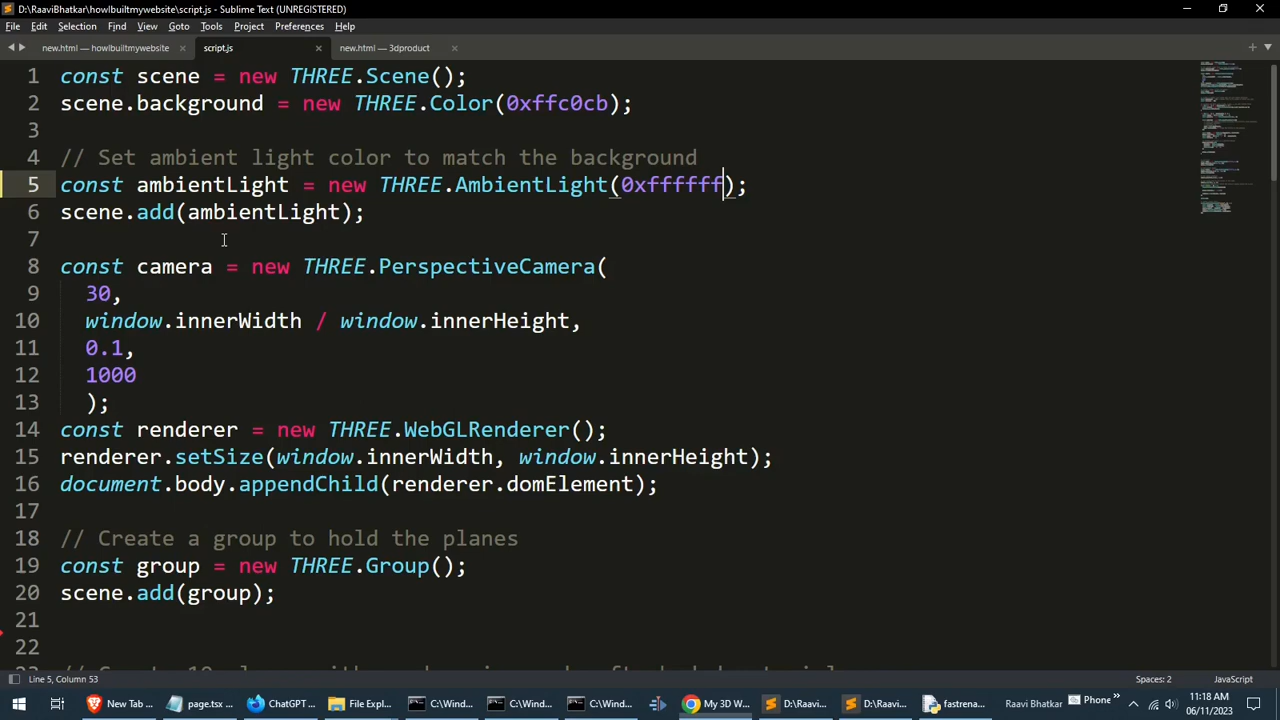 D:\RaaviBhatkar\howIbuiltmywebsite\script.js - Sublime Text (UNREGISTERED)
File Edit Selection Find View Goto Tools Project Preferences Help
new.html — howIbuiltmywebsite script.js new.html — 3dproduct
1 const scene = new THREE.Scene();
2 scene.background = new THREE.Color(0xffc0cb);
3
4 // Set ambient light color to match the background
5 const ambientLight = new THREE.AmbientLight(0xffffff);
6 scene.add(ambientLight);
7
8 const camera = new THREE.PerspectiveCamera(
9 30,
10 window.innerWidth / window.innerHeight,
11 0.1,
12 1000
13 );
14 const renderer = new THREE.WebGLRenderer();
15 renderer.setSize(window.innerWidth, window.innerHeight);
16 document.body.appendChild(renderer.domElement);
17
18 // Create a group to hold the planes
19 const group = new THREE.Group();
20 scene.add(group);
21
22
Line 5, Column 53 Spaces: 2 JavaScript
New Tab ... page.tsx ... ChatGPT ... File Expl... C:\Wind... C:\Wind... C:\Wind... My 3D W... D:\Raavi... D:\Raavi... fastrena... Raavi Bhatkar Phone 11:18 AM
06/11/2023